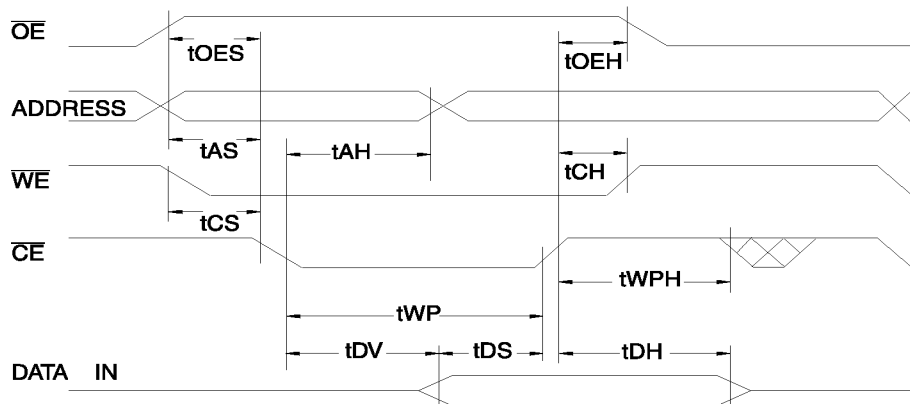 OE
tOES
tOEH
ADDRESS
tAS
tAH
tCH
WE
tCS
CE
tWPH
tWP
tDV
tDS
tDH
DATA IN